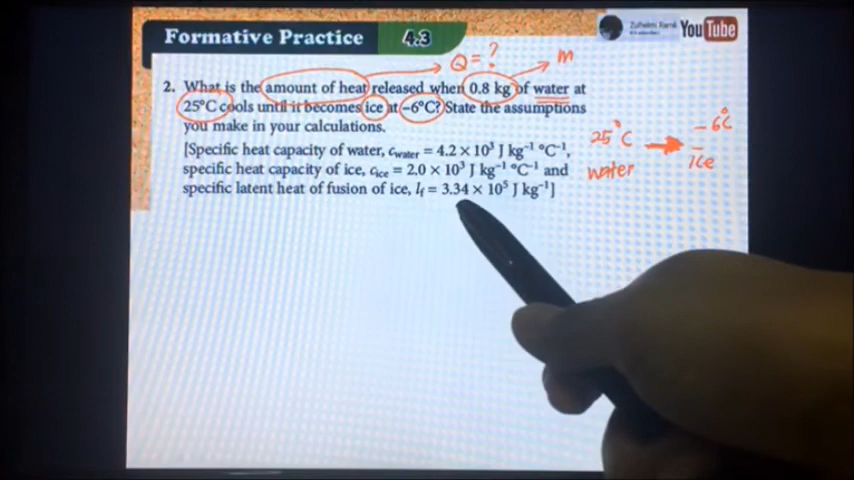 Formative Practice 4.3
Zulhelmi Ramli
YouTube
Q = ?
m
2. What is the amount of heat released when 0.8 kg of water at
25°C cools until it becomes ice at –6°C? State the assumptions
you make in your calculations.
[Specific heat capacity of water, cwater = 4.2 × 10³ J kg⁻¹ °C⁻¹,
specific heat capacity of ice, cice = 2.0 × 10³ J kg⁻¹ °C⁻¹ and
specific latent heat of fusion of ice, lf = 3.34 × 10⁵ J kg⁻¹]
25°C → -6°C
water ice